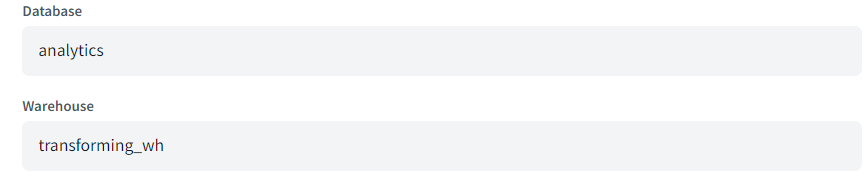 Database
analytics
Warehouse
transforming_wh